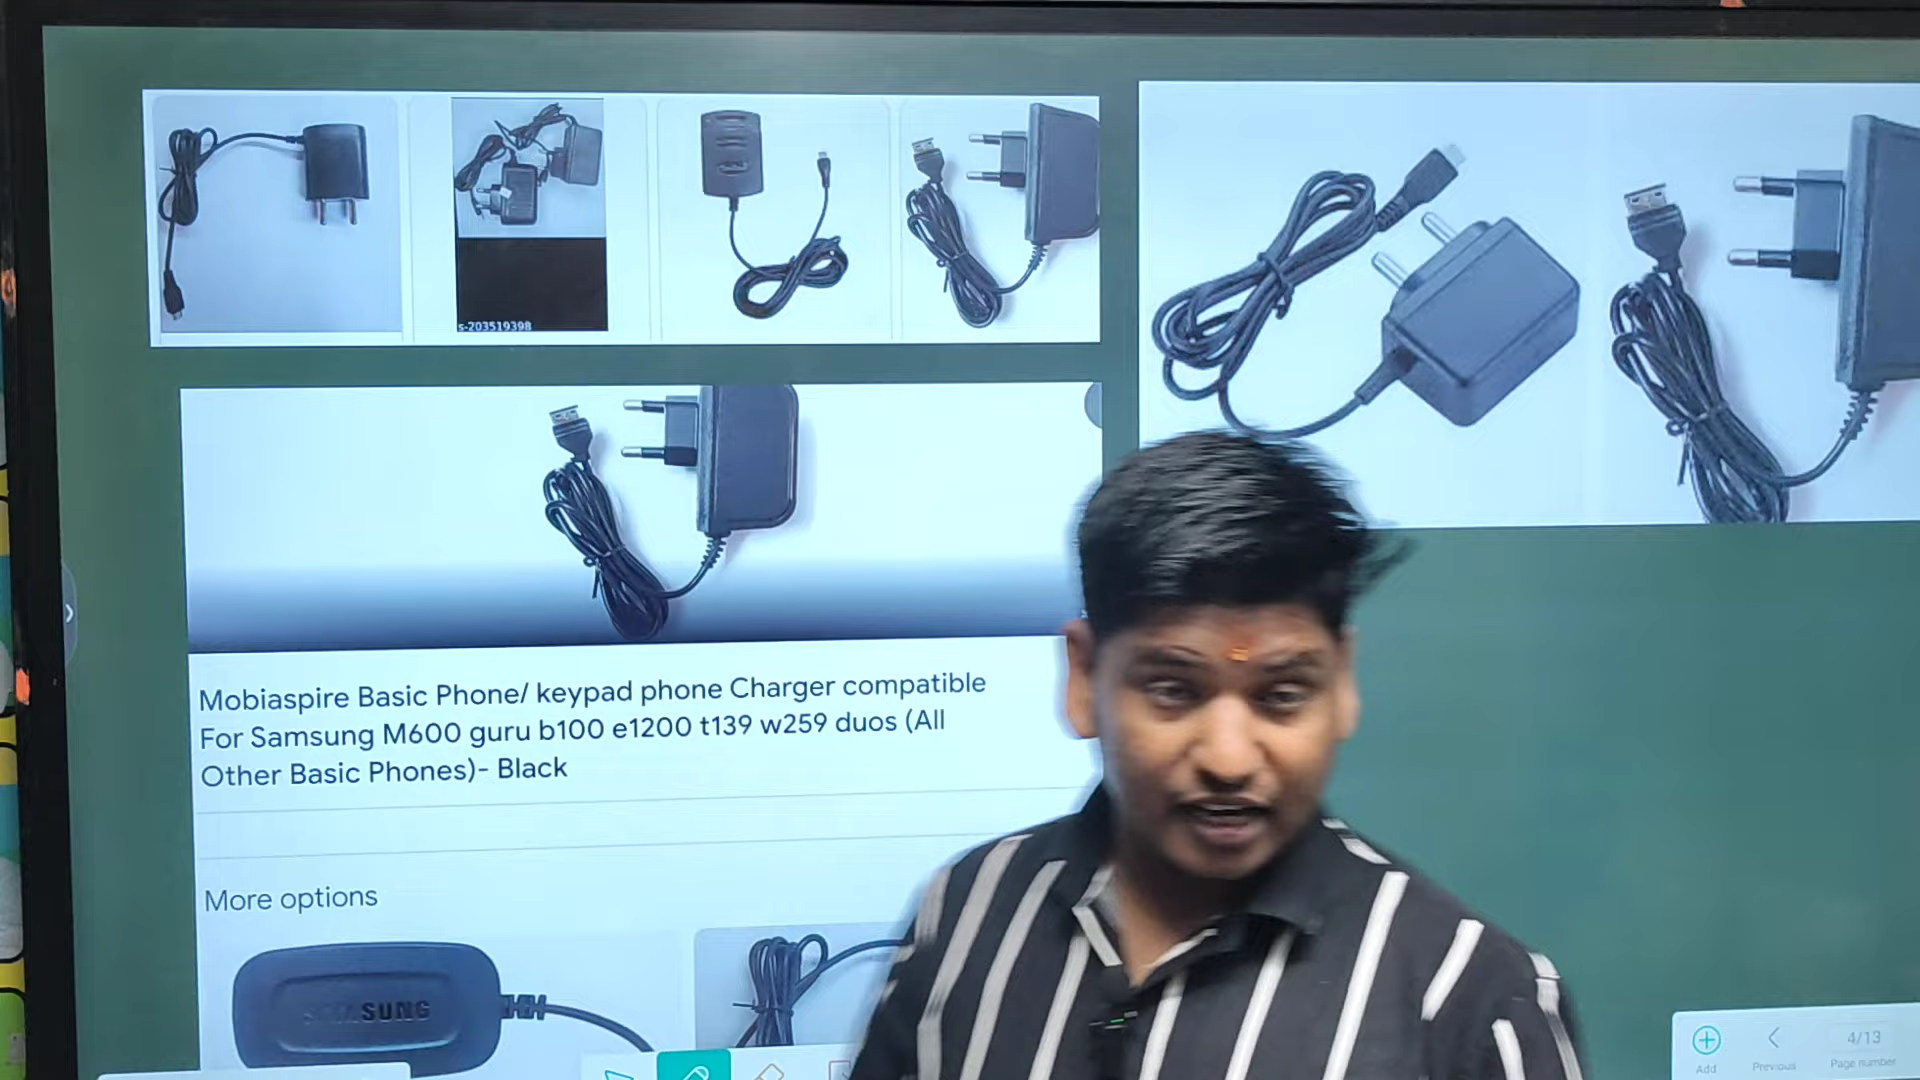 s-203519398
Mobiaspire Basic Phone/ keypad phone Charger compatible
For Samsung M600 guru b100 e1200 t139 w259 duos (All
Other Basic Phones)- Black
More options
SAMSUNG
Add
Previous
4/13
Page number